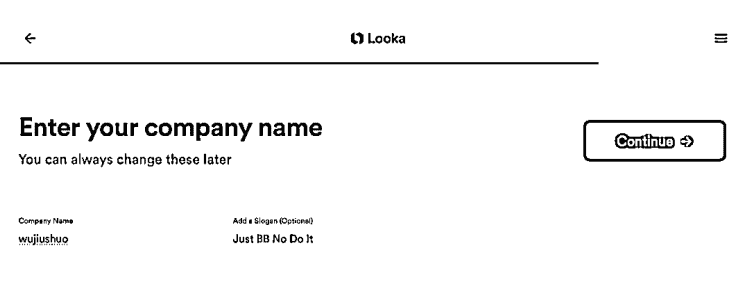 Looka
Enter your company name
Continue
You can always change these later
Company Name
Add a Slogan (Optional)
wujiushuo
Just BB No Do It